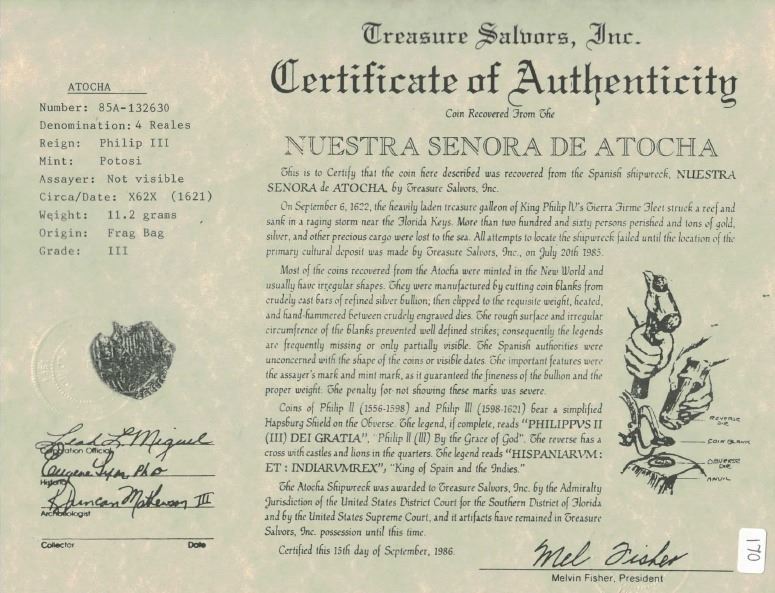 Treasure Salvors, Inc.
Certificate of Authenticity
Coin Recovered From The
NUESTRA SENORA DE ATOCHA
ATOCHA
Number: 85A-132630
Denomination: 4 Reales
Reign: Philip III
Mint: Potosi
Assayer: Not visible
Circa/Date: X62X (1621)
Weight: 11.2 grams
Origin: Frag Bag
Grade: III
This is to Certify that the coin here described was recovered from the Spanish shipwreck, NUESTRA
SENORA de ATOCHA, by Treasure Salvors, Inc.
On September 6, 1622, the heavily laden treasure galleon of King Philip IV's Tierra Firme Fleet struck a reef and
sank in a raging storm near the Florida Keys. More than two hundred and sixty persons perished and tons of gold,
silver, and other precious cargo were lost to the sea. All attempts to locate the shipwreck failed until the location of the
primary cultural deposit was made by Treasure Salvors, Inc., on July 20th 1985.
Most of the coins recovered from the Atocha were minted in the New World and
usually have irregular shapes. They were manufactured by cutting coin blanks from
crudely cast bars of refined silver bullion; then clipped to the requisite weight, heated,
and hand-hammered between crudely engraved dies. The rough surface and irregular
circumfrence of the blanks prevented well defined strikes; consequently the legends
are frequently missing or only partially visible. The Spanish authorities were
unconcerned with the shape of the coins or visible dates. The important features were
the assayer's mark and mint mark, as it guaranteed the fineness of the bullion and the
proper weight. The penalty for not showing these marks was severe.
Coins of Philip II (1556-1598) and Philip III (1598-1621) bear a simplified
Hapsburg Shield on the Obverse. The legend, if complete, reads "PHILIPPVS II
(III) DEI GRATIA", "Philip II (III) By the Grace of God". The reverse has a
cross with castles and lions in the quarters. The legend reads "HISPANIARVM:
ET: INDIARVMREX", "King of Spain and the Indies."
The Atocha Shipwreck was awarded to Treasure Salvors, Inc. by the Admiralty
Jurisdiction of the United States District Court for the Southern District of Florida
and by the United States Supreme Court, and it artifacts have remained in Treasure
Salvors, Inc. possession until this time.
Certified this 15th day of September, 1986.
REVERSE
DIE
COIN BLANK
OBVERSE
DIE
ANVIL
Official
Historian
K Duncan Mathewson III
Archaeologist
Collector Date
Mel Fisher
Melvin Fisher, President
170